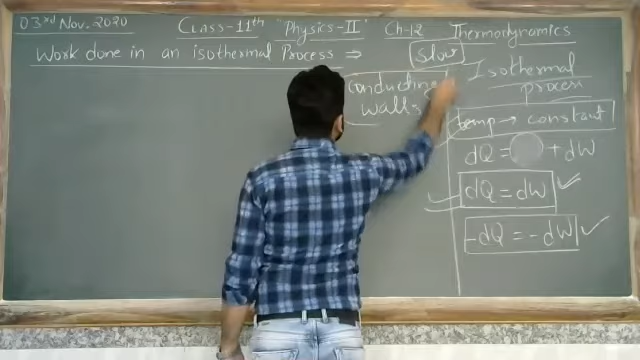 03rd Nov. 2020
Class-11th "Physics-II" Ch-12 Thermodynamics
Work done in an isothermal Process ⇒
Slow
Conducting
walls
Isothermal
process
temp → constant
dQ = + dW
dQ = dW ✓
-dQ = -dW ✓